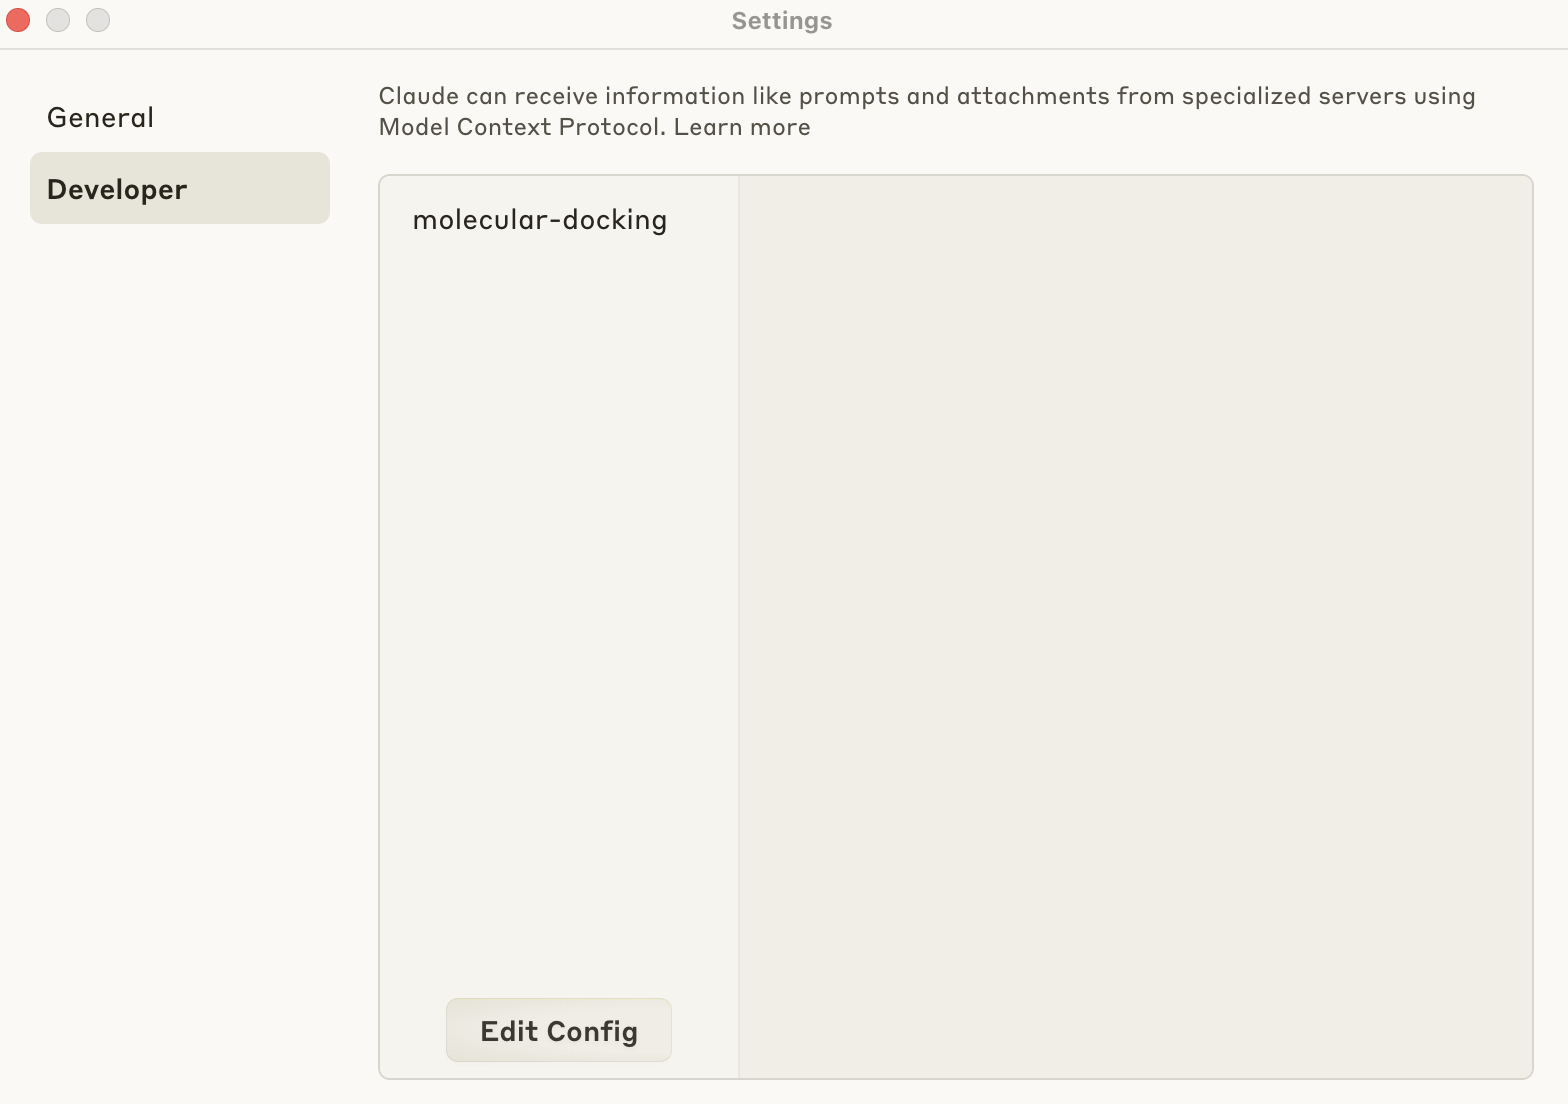 Settings
General
Developer
Claude can receive information like prompts and attachments from specialized servers using
Model Context Protocol. Learn more
molecular-docking
Edit Config